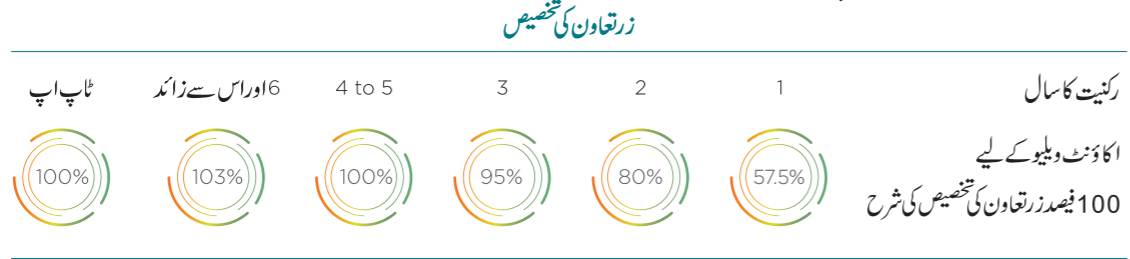 زرتعاون کی تخصیص
رکنیت کا سال 1 2 3 4 to 5 6اوراس سے زائد ٹاپ اپ
اکاؤنٹ ویلیو کے لیے
100 فیصد زرتعاون کی تخصیص کی شرح 57.5% 80% 95% 100% 103% 100%